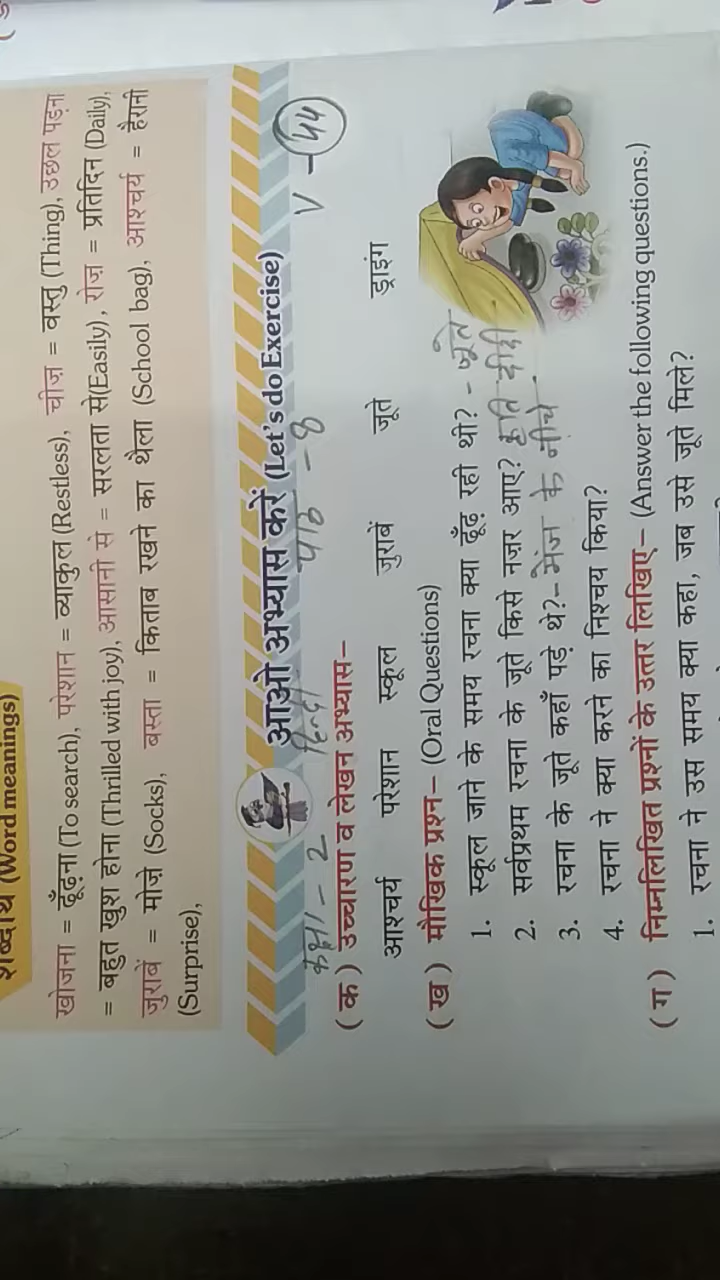 शब्दार्थ (Word meanings)
खोजना = ढूँढ़ना (To search), परेशान = व्याकुल (Restless), चीज़ = वस्तु (Thing), उछल पड़ना
= बहुत खुश होना (Thrilled with joy), आसानी से = सरलता से(Easily), रोज़ = प्रतिदिन (Daily),
जुराबें = मोज़े (Socks), बस्ता = किताब रखने का थैला (School bag), आश्चर्य = हैरानी
(Surprise),
आओ अभ्यास करें (Let's do Exercise)
कक्षा - 2 हिन्दी पाठ - 8 V - 44
( क ) उच्चारण व लेखन अभ्यास–
आश्चर्य परेशान स्कूल जुराबें जूते ड्राइंग
( ख ) मौखिक प्रश्न– (Oral Questions)
1. स्कूल जाने के समय रचना क्या ढूँढ़ रही थी? - जूते
2. सर्वप्रथम रचना के जूते किसे नज़र आए? दीदी
3. रचना के जूते कहाँ पड़े थे? - मेज के नीचे .
4. रचना ने क्या करने का निश्चय किया?
( ग ) निम्नलिखित प्रश्नों के उत्तर लिखिए– (Answer the following questions.)
1. रचना ने उस समय क्या कहा, जब उसे जूते मिले?